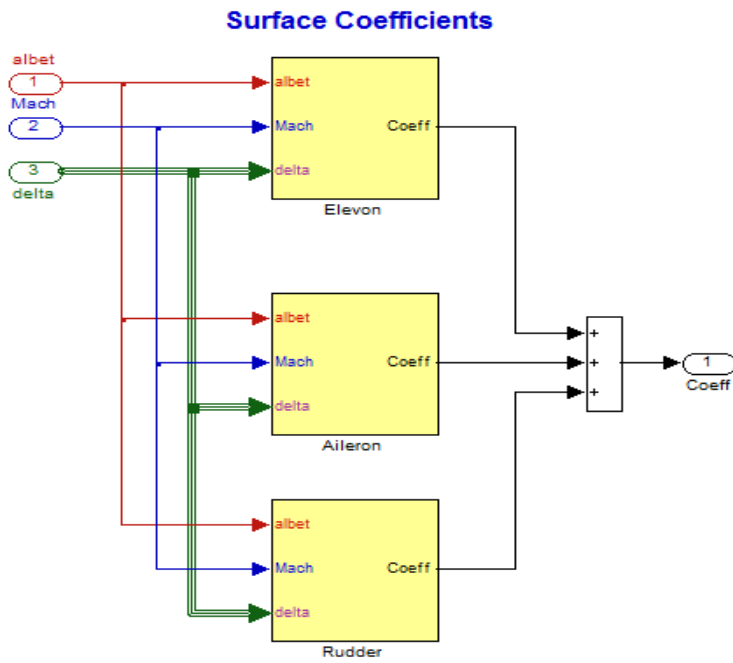 Surface Coefficients
albet
1
Mach
2
3
delta
albet
Mach
Coeff
delta
Elevon
albet
Mach
Coeff
delta
Aileron
albet
Mach
Coeff
delta
Rudder
+
+
+
1
Coeff